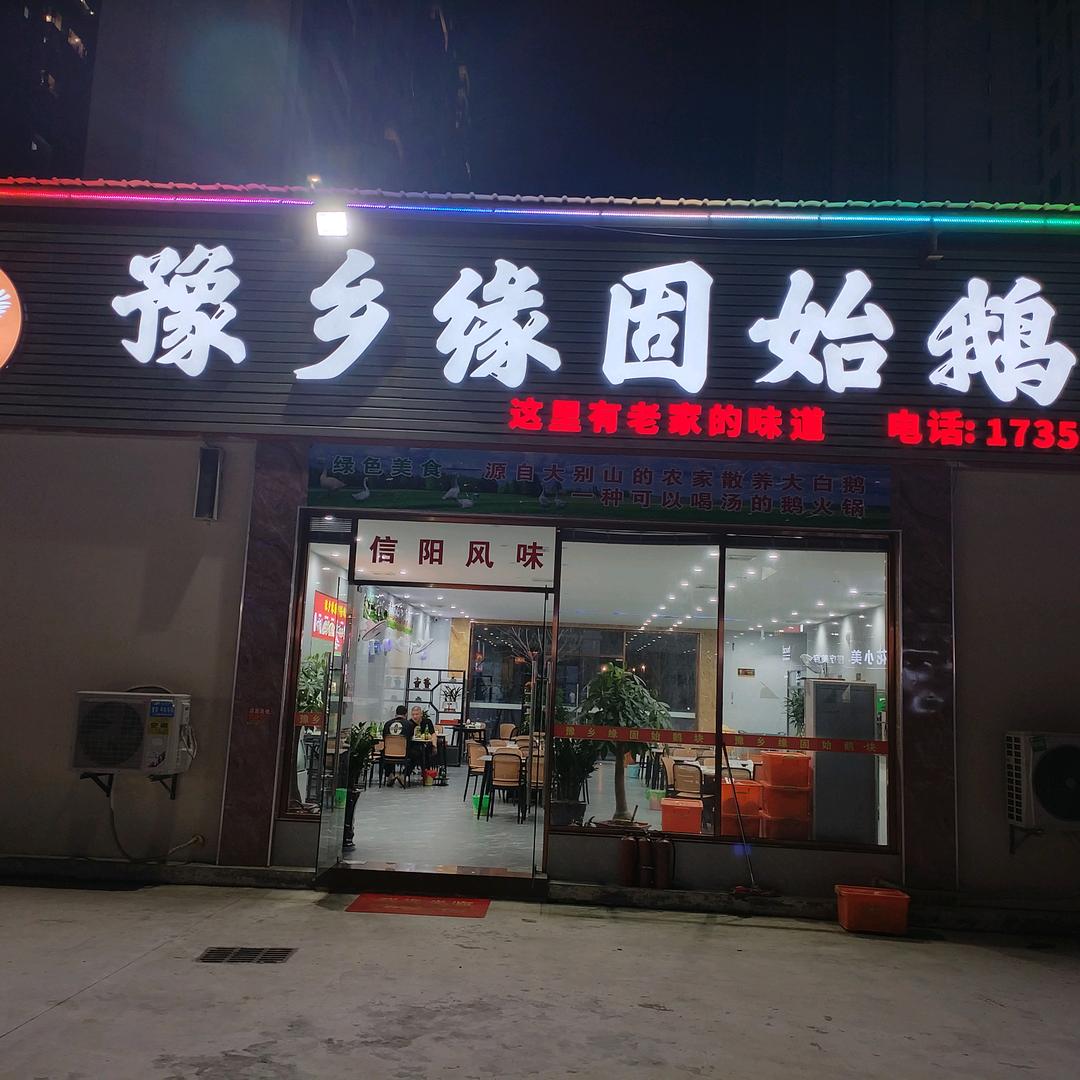 豫乡缘固始鹅
这里有老家的味道 电话: 1735
绿色美食——源自大别山的农家散养大白鹅
一种可以喝汤的鹅火锅
信阳风味
豫乡
豫乡缘固始鹅块
豫乡缘固始鹅块